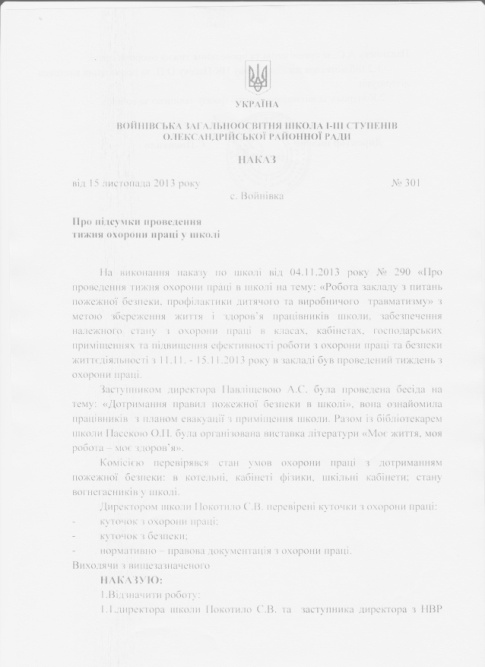 УКРАЇНА
ВОЙНІВСЬКА ЗАГАЛЬНООСВІТНЯ ШКОЛА І-ІІІ СТУПЕНІВ
ОЛЕКСАНДРІЙСЬКОЇ РАЙОННОЇ РАДИ
НАКАЗ
від 15 листопада 2013 року № 301
с. Войнівка
Про підсумки проведення
тижня охорони праці у школі
На виконання наказу по школі від 04.11.2013 року № 290 «Про
проведення тижня охорони праці в школі на тему: «Робота закладу з питань
пожежної безпеки, профілактики дитячого та виробничого травматизму» з
метою збереження життя і здоров'я працівників школи, забезпечення
належного стану з охорони праці в класах, кабінетах, господарських
приміщеннях та підвищення ефективності роботи з охорони праці та безпеки
життєдіяльності з 11.11. - 15.11.2013 року в закладі був проведений тиждень з
охорони праці.
Заступником директора Павліщевою А.С. була проведена бесіда на
тему: «Дотримання правил пожежної безпеки в школі», вона ознайомила
працівників з планом евакуації з приміщення школи. Разом із бібліотекарем
школи Пасекою О.П. була організована виставка літератури «Моє життя, моя
робота – моє здоров'я».
Комісією перевірявся стан умов охорони праці з дотриманням
пожежної безпеки: в котельні, кабінеті фізики, шкільні кабінети; стану
вогнегасників у школі.
Директором школи Покотило С.В. перевірені куточки з охорони праці:
- куточок з охорони праці;
- куточок з безпеки;
- нормативно – правова документація з охорони праці.
Виходячи з вищезазначеного
НАКАЗУЮ:
1.Відзначити роботу:
1.1.директора школи Покотило С.В. та заступника директора з НВР